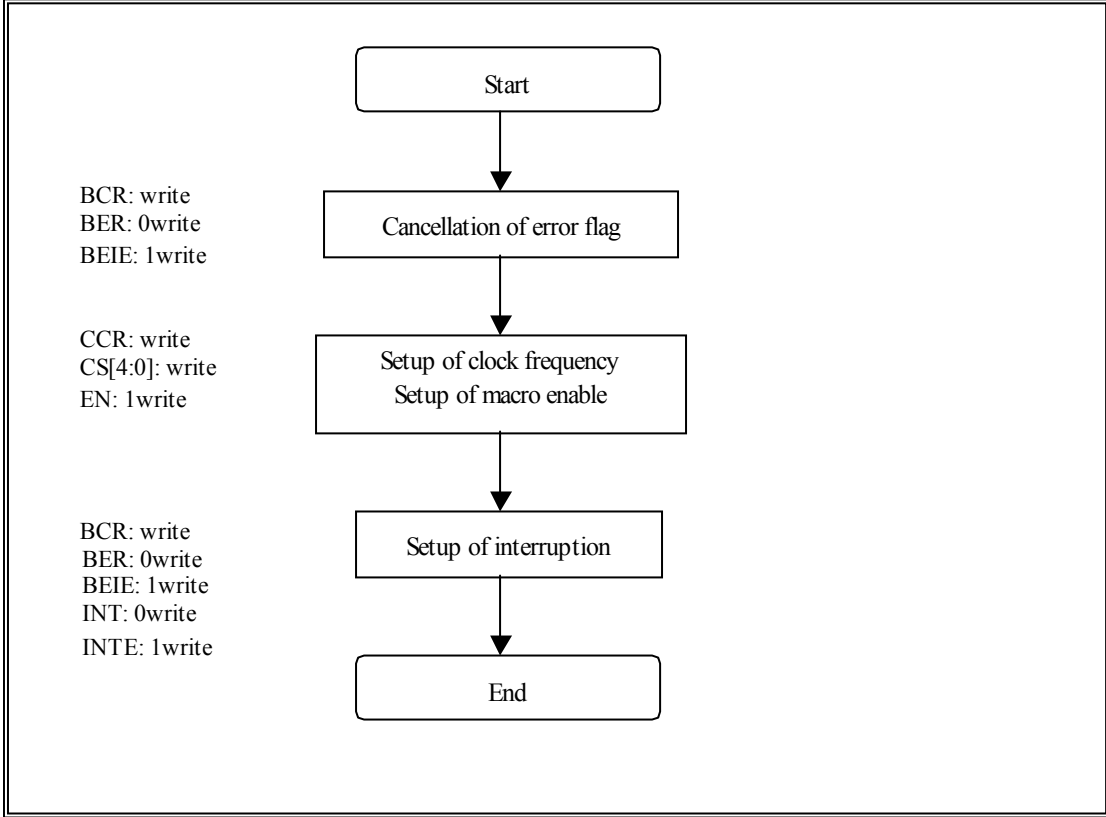 Start
BCR: write
BER: 0write
BEIE: 1write
Cancellation of error flag
CCR: write
CS[4:0]: write
EN: 1write
Setup of clock frequency
Setup of macro enable
BCR: write
BER: 0write
BEIE: 1write
INT: 0write
INTE: 1write
Setup of interruption
End